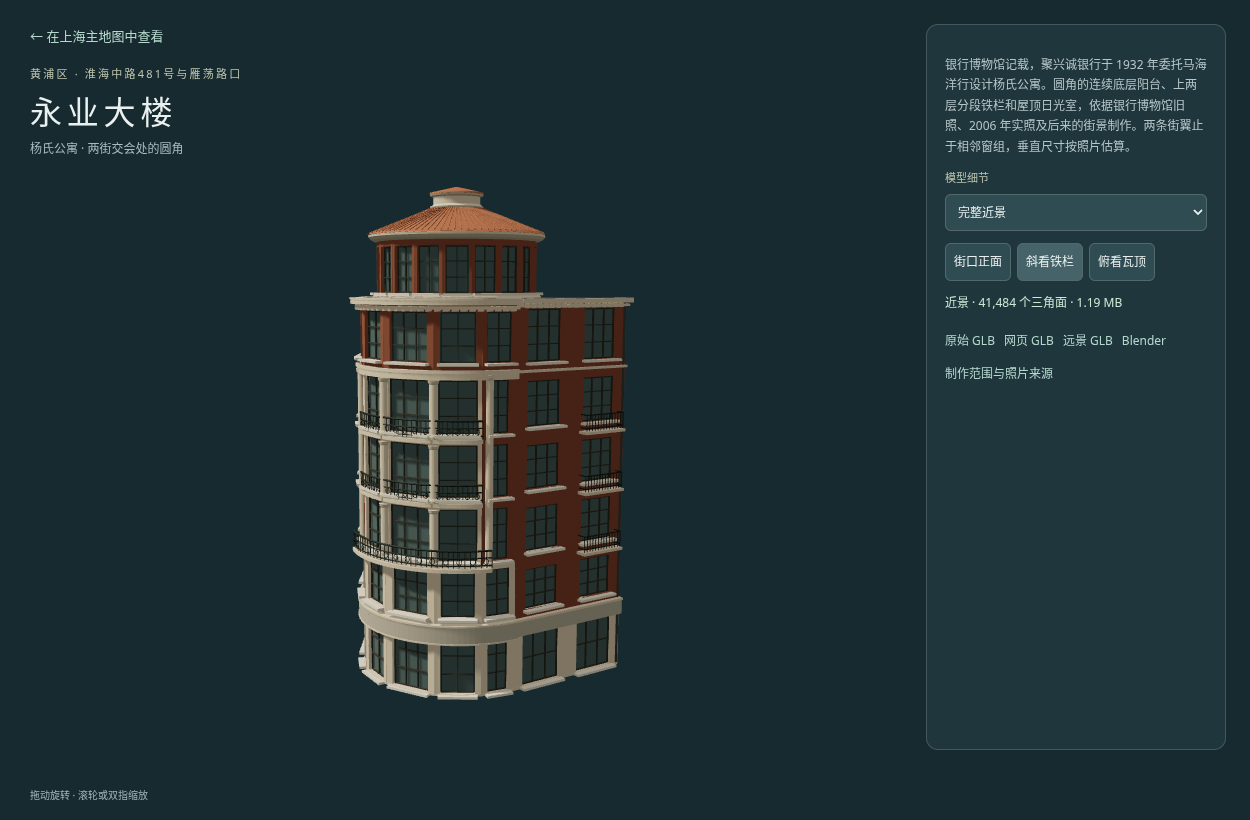 ← 在上海主地图中查看
黄浦区 · 淮海中路481号与雁荡路口
永业大楼
杨氏公寓 · 两街交会处的圆角
银行博物馆记载，聚兴诚银行于 1932 年委托马海
洋行设计杨氏公寓。圆角的连续底层阳台、上两
层分段铁栏和屋顶日光室，依据银行博物馆旧
照、2006 年实照及后来的街景制作。两条街翼止
于相邻窗组，垂直尺寸按照片估算。
模型细节
完整近景
街口正面 斜看铁栏 俯看瓦顶
近景 · 41,484 个三角面 · 1.19 MB
原始 GLB 网页 GLB 远景 GLB Blender
制作范围与照片来源
拖动旋转 · 滚轮或双指缩放